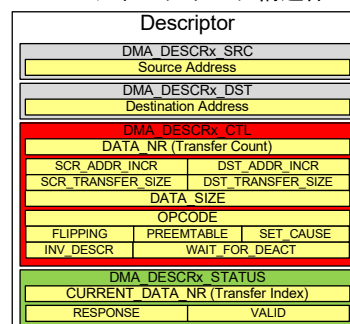 Descriptor
DMA_DESCRx_SRC
Source Address
DMA_DESCRx_DST
Destination Address
DMA_DESCRx_CTL
DATA_NR (Transfer Count)
SCR_ADDR_INCR DST_ADDR_INCR
SCR_TRANSFER_SIZE DST_TRANSFER_SIZE
DATA_SIZE
OPCODE
FLIPPING PREEMTABLE SET_CAUSE
INV_DESCR WAIT_FOR_DEACT
DMA_DESCRx_STATUS
CURRENT_DATA_NR (Transfer Index)
RESPONSE VALID